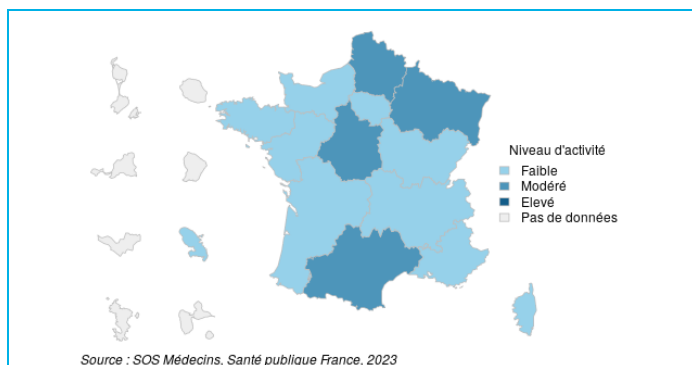 Niveau d'activité
Faible
Modéré
Elevé
Pas de données
Source : SOS Médecins, Santé publique France, 2023